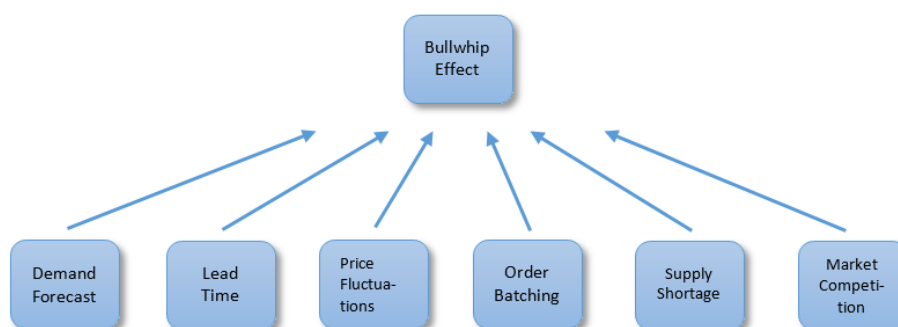 Bullwhip
Effect
Demand
Forecast
Lead
Time
Price
Fluctua-
tions
Order
Batching
Supply
Shortage
Market
Competi-
tion